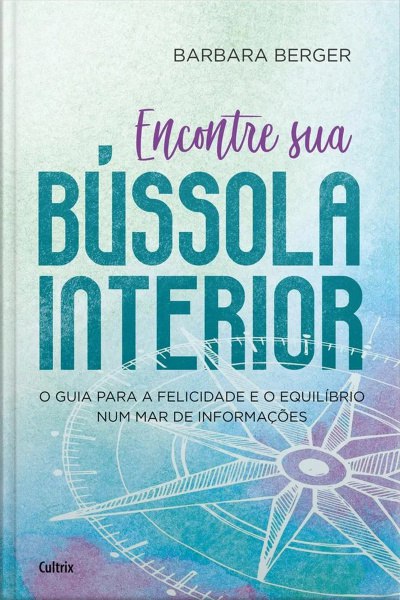 BARBARA BERGER
Encontre sua
BÚSSOLA
INTERIOR
O GUIA PARA A FELICIDADE E O EQUILÍBRIO
NUM MAR DE INFORMAÇÕES
Cultrix